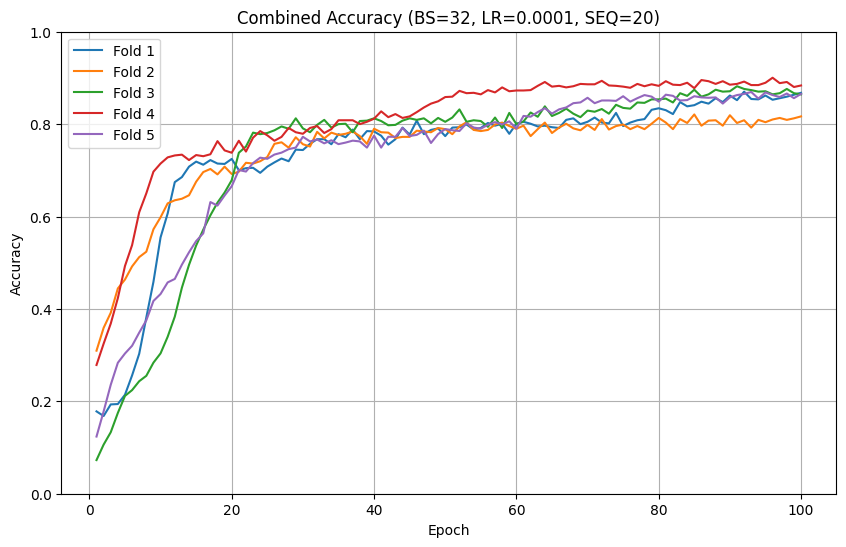 Combined Accuracy (BS=32, LR=0.0001, SEQ=20)
Fold 1
Fold 2
Fold 3
Fold 4
Fold 5
1.0
0.8
0.6
0.4
0.2
0.0
Accuracy
0 20 40 60 80 100
Epoch